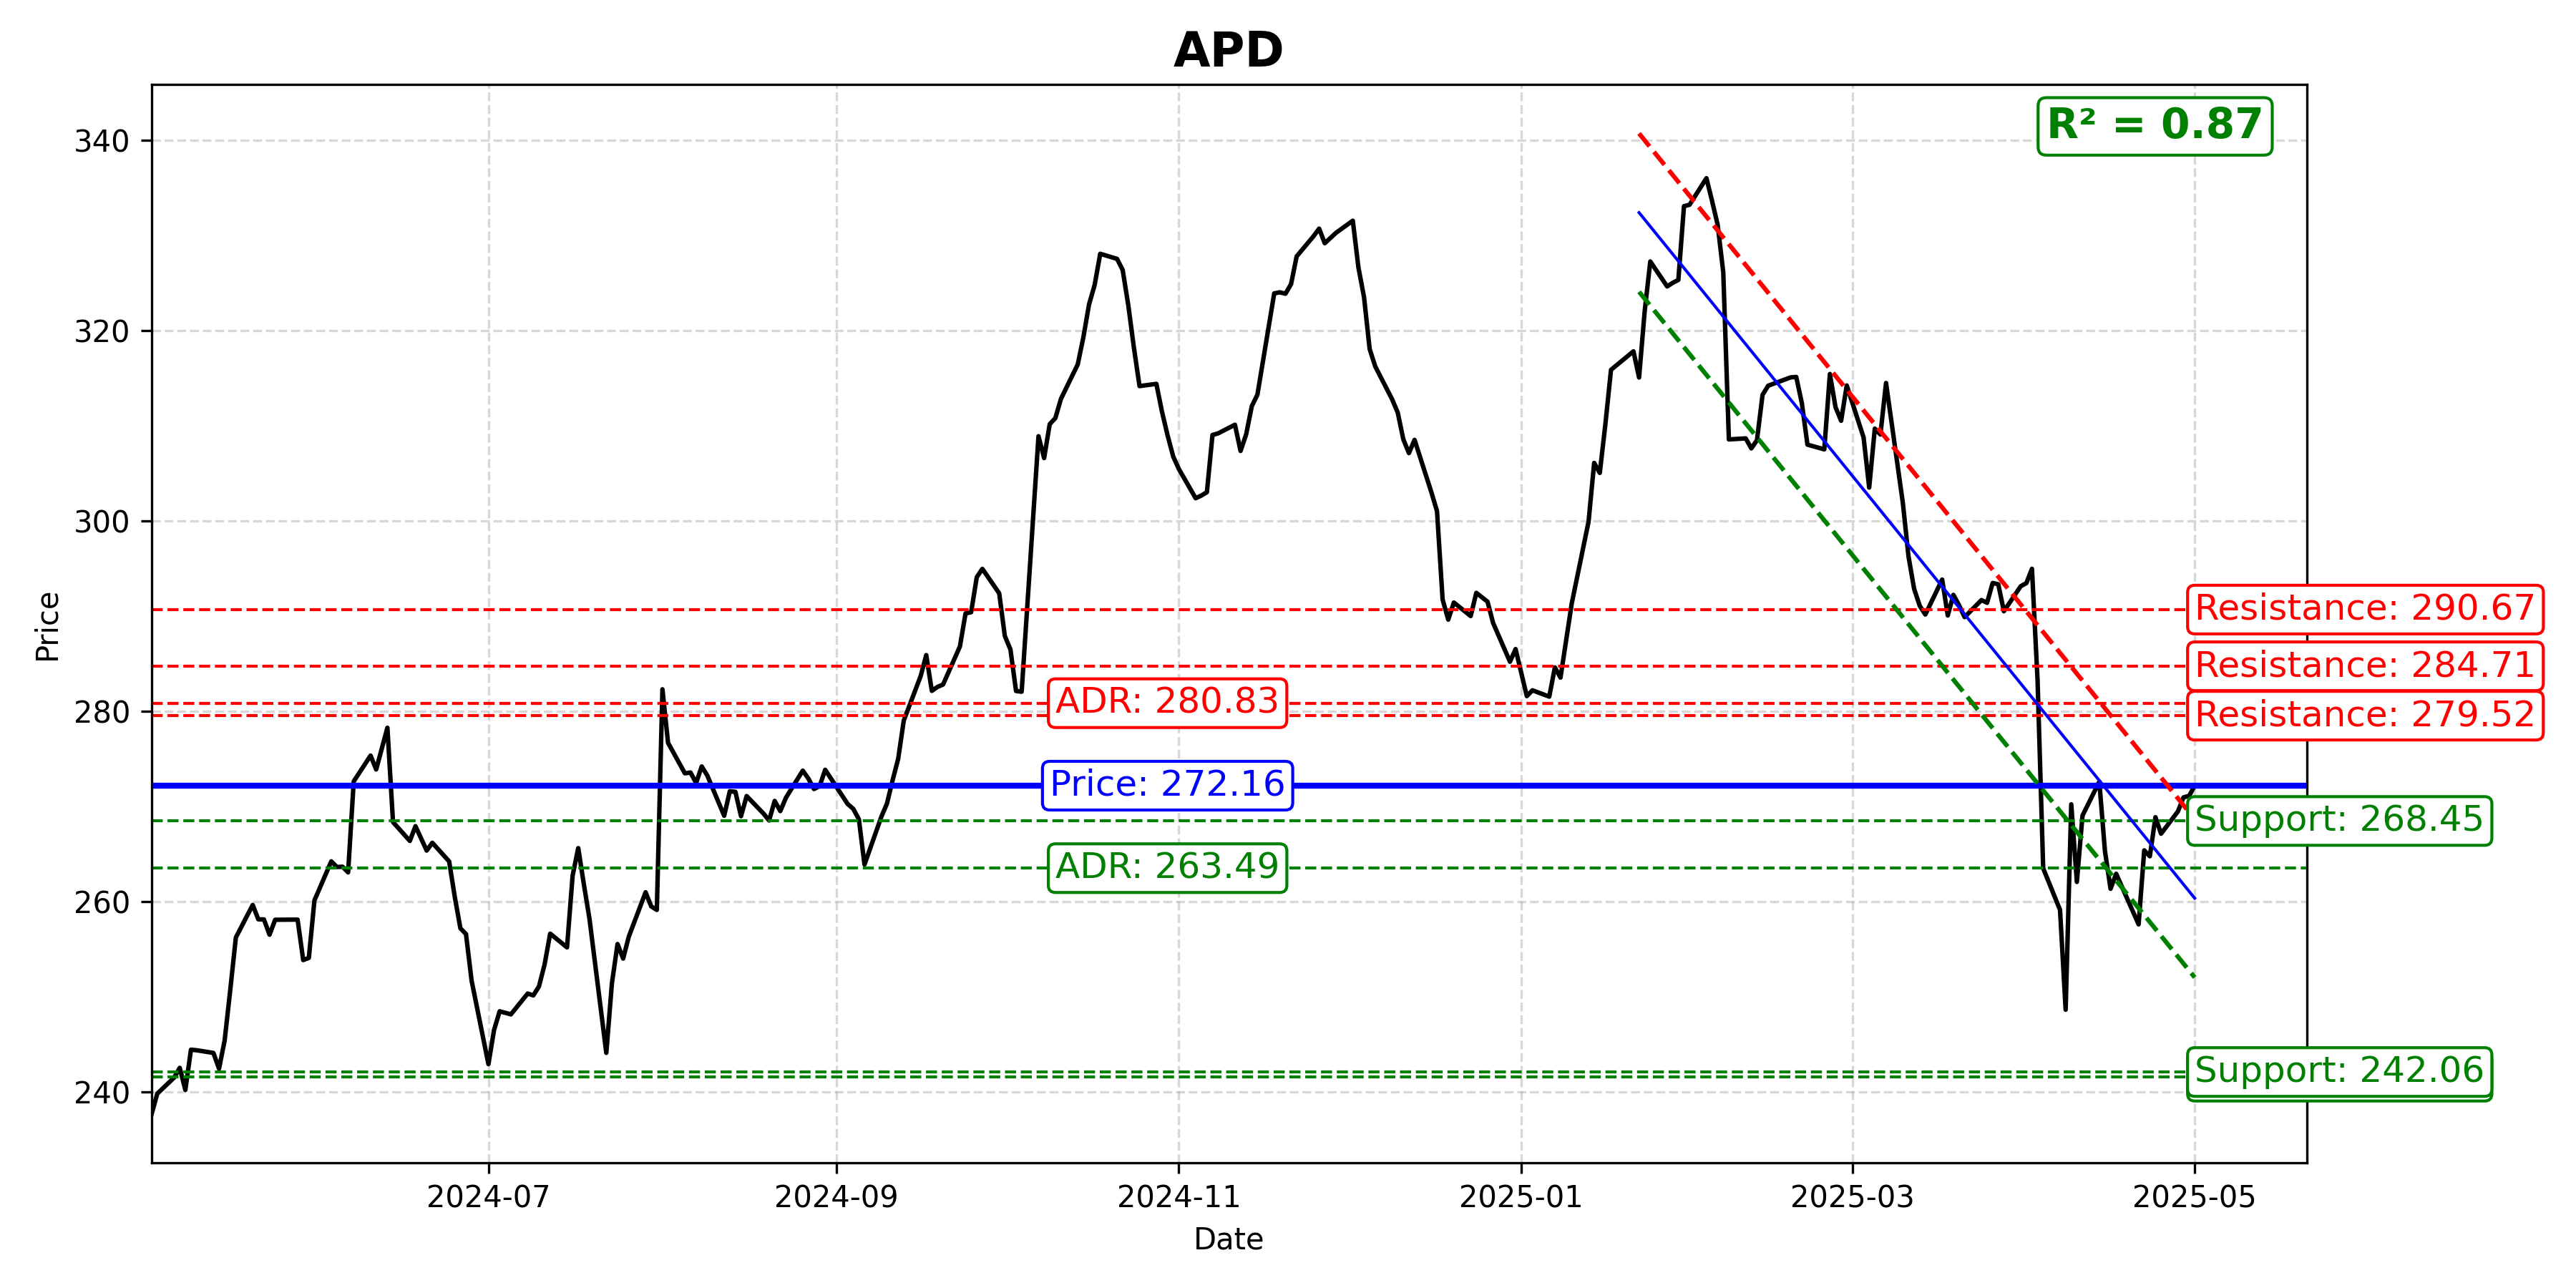 APD
R² = 0.87
340
320
300
280
260
240
Price
Resistance: 290.67
Resistance: 284.71
ADR: 280.83
Resistance: 279.52
Price: 272.16
Support: 268.45
ADR: 263.49
Support: 242.06
2024-07
2024-09
2024-11
2025-01
2025-03
2025-05
Date